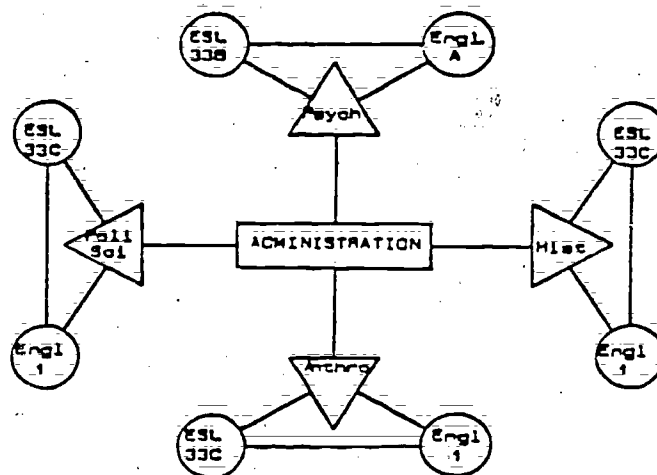 ESL
33B
Engl
A
Psych
ESL
33C
ESL
33C
Poli
Sci
ADMINISTRATION
Hist
Engl
1
Engl
1
Anthro
ESL
33C
Engl
1